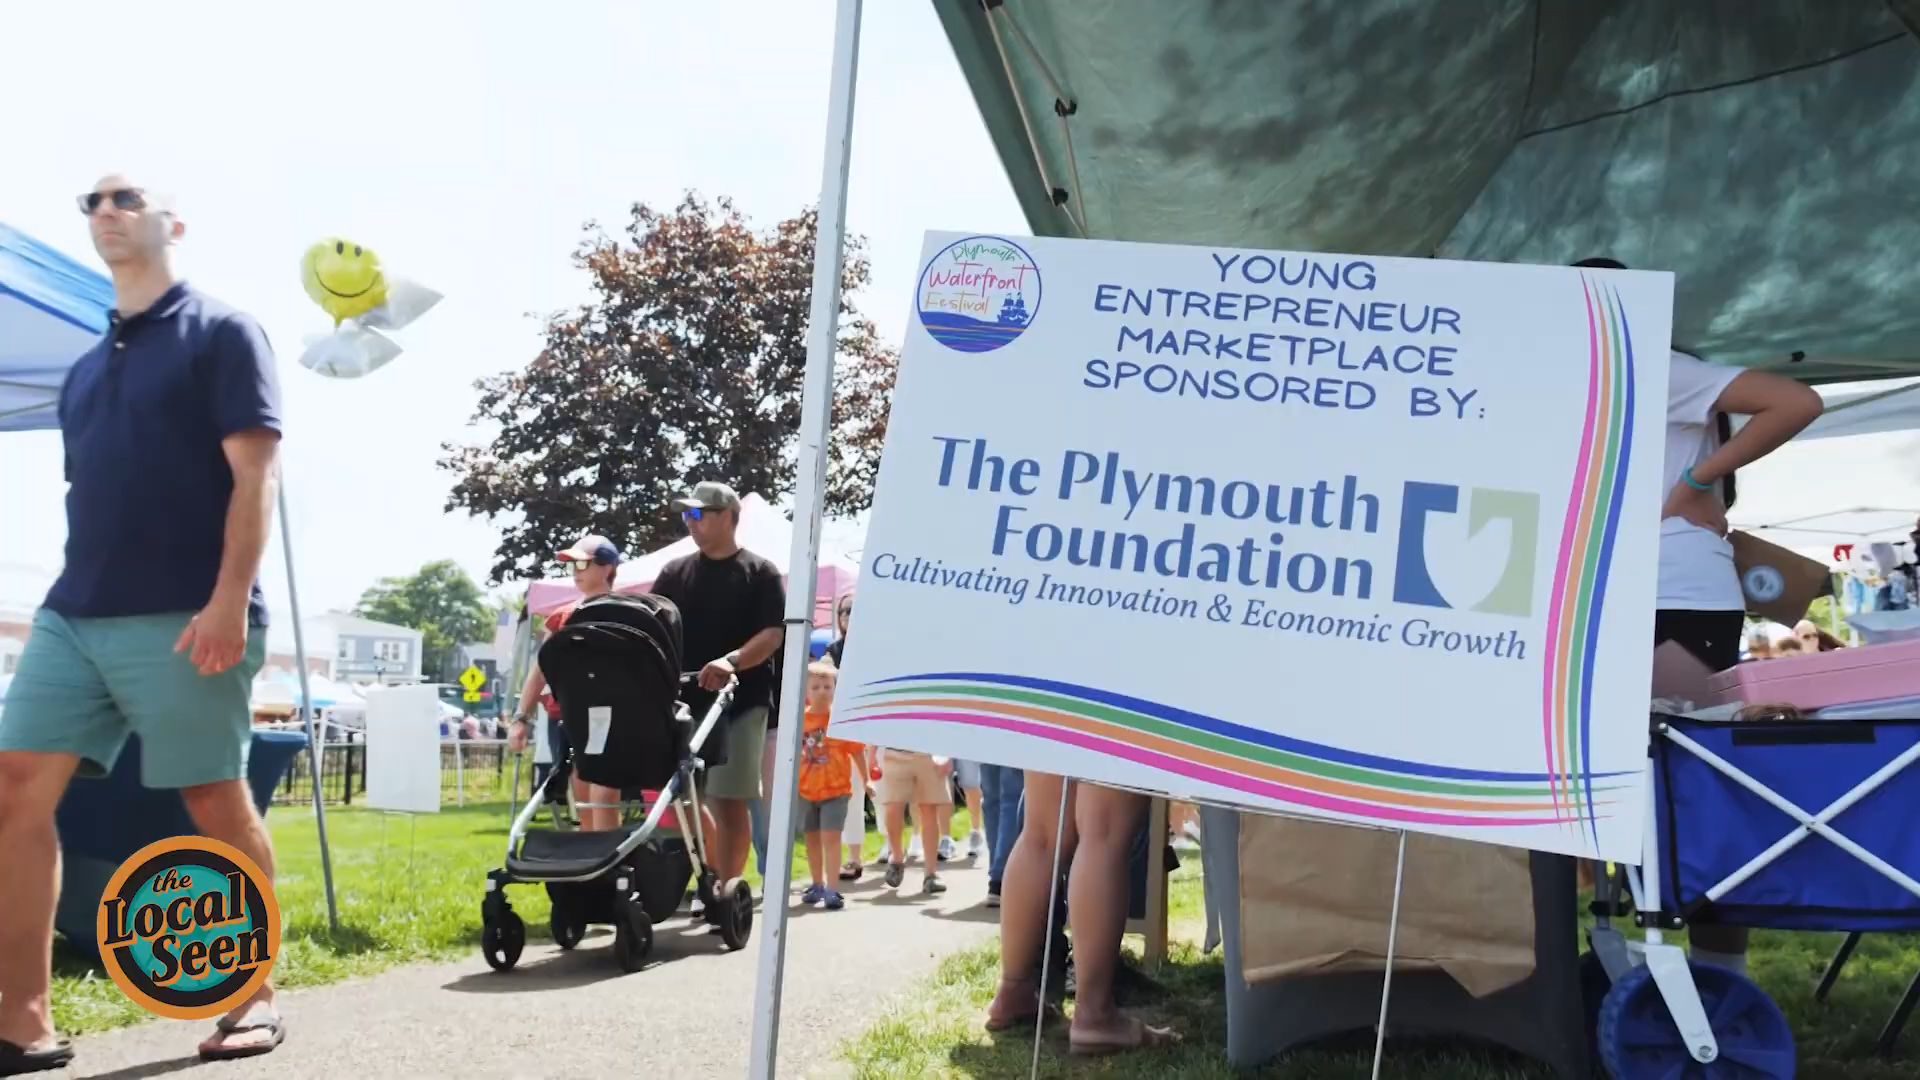 Plymouth
Waterfront
Festival
YOUNG
ENTREPRENEUR
MARKETPLACE
SPONSORED BY:
The Plymouth
Foundation
Cultivating Innovation & Economic Growth
the
Local
Seen